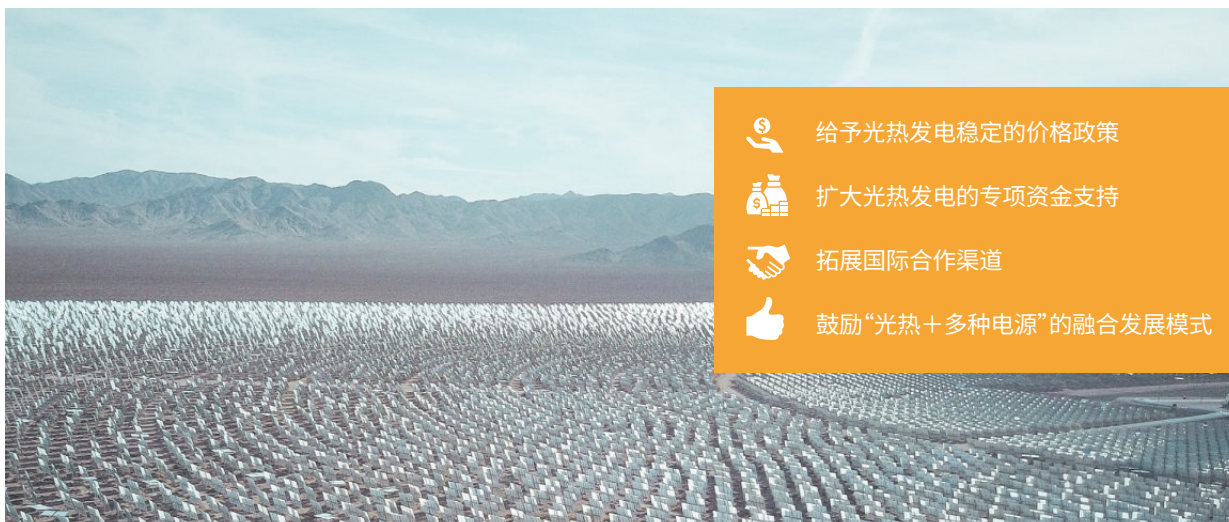 给予光热发电稳定的价格政策
扩大光热发电的专项资金支持
拓展国际合作渠道
鼓励“光热＋多种电源”的融合发展模式